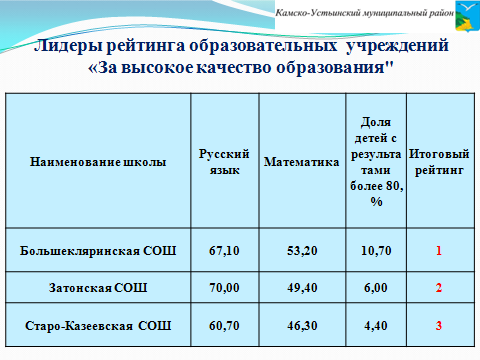 Камско-Устьинский муниципальный район
Лидеры рейтинга образовательных учреждений
«За высокое качество образования"
Наименование школы
Русский
язык
Математика
Доля
детей с
результа
тами
более 80,
%
Итоговый
рейтинг
Большекляринская СОШ 67,10 53,20 10,70 1
Затонская СОШ 70,00 49,40 6,00 2
Старо-Казеевская СОШ 60,70 46,30 4,40 3